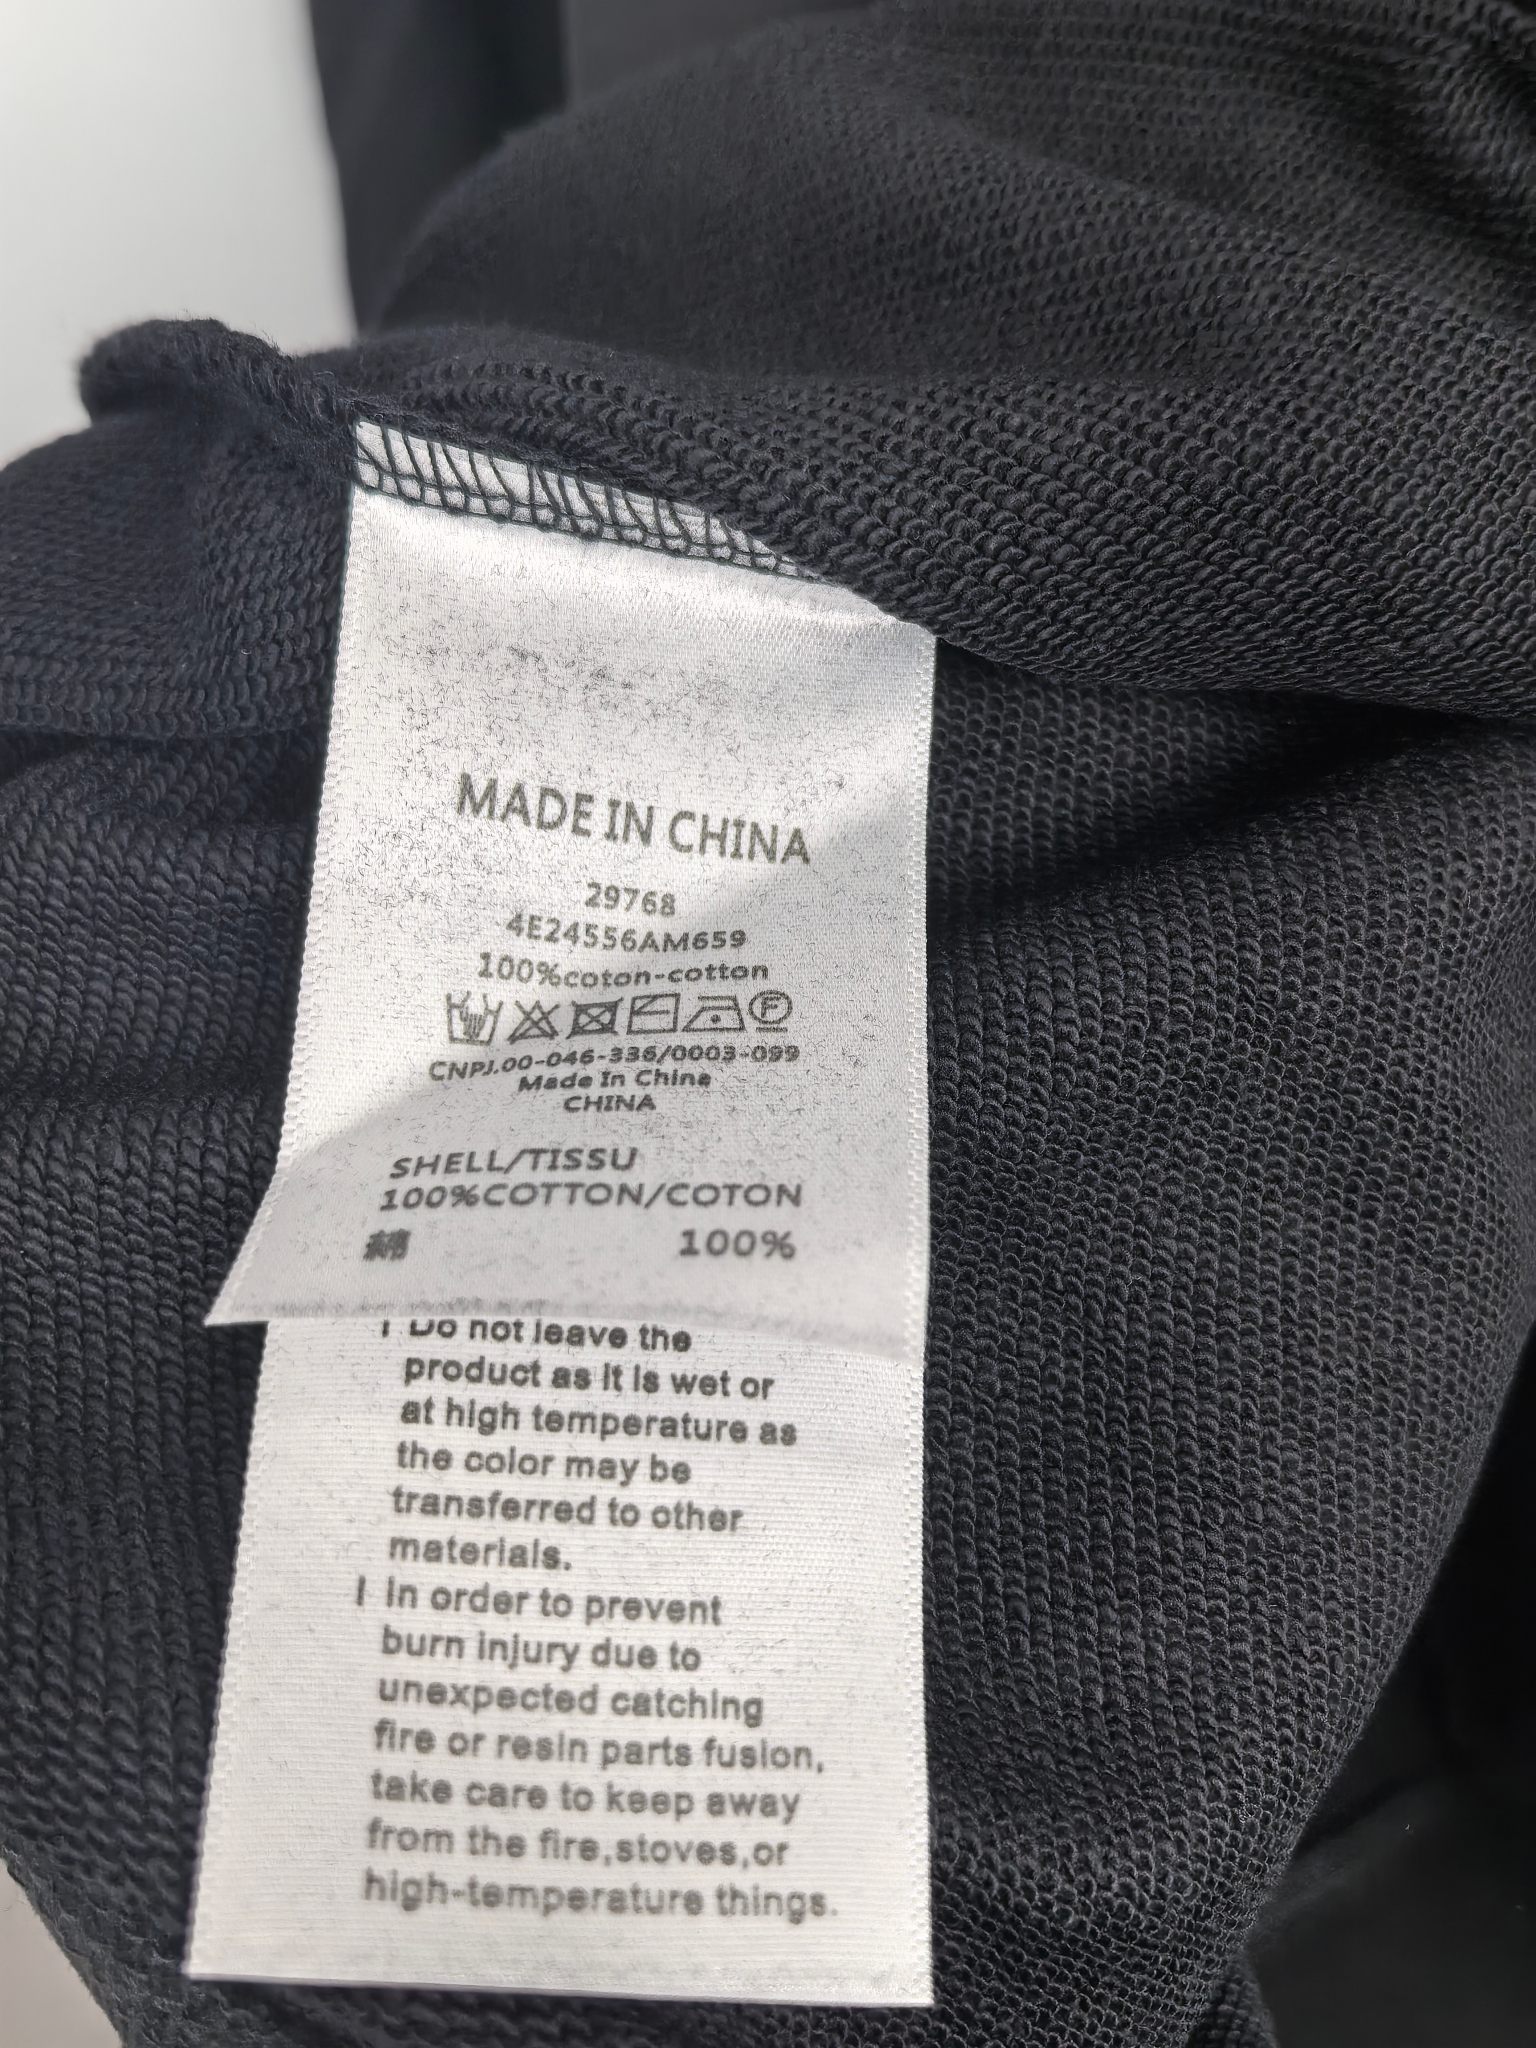 MADE IN CHINA
29768
4E24556AM659
100%coton-cotton
F
CNPJ.00-046-336/0003-099
Made In China
CHINA
SHELL/TISSU
100%COTTON/COTON
綿 100%
I Do not leave the
product as it is wet or
at high temperature as
the color may be
transferred to other
materials.
I In order to prevent
burn injury due to
unexpected catching
fire or resin parts fusion,
take care to keep away
from the fire,stoves,or
high-temperature things.